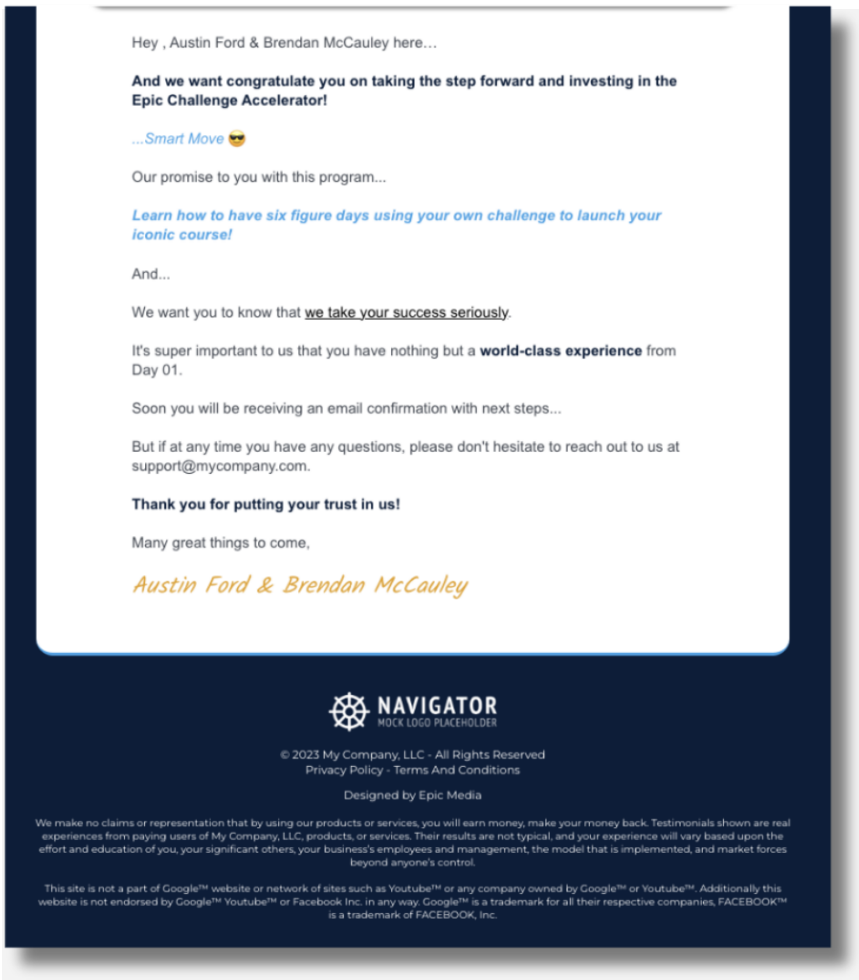 Hey , Austin Ford & Brendan McCauley here…
And we want congratulate you on taking the step forward and investing in the
Epic Challenge Accelerator!
...Smart Move 😎
Our promise to you with this program...
Learn how to have six figure days using your own challenge to launch your
iconic course!
And...
We want you to know that we take your success seriously.
It's super important to us that you have nothing but a world-class experience from
Day 01.
Soon you will be receiving an email confirmation with next steps...
But if at any time you have any questions, please don't hesitate to reach out to us at
support@mycompany.com.
Thank you for putting your trust in us!
Many great things to come,
Austin Ford & Brendan McCauley
NAVIGATOR
MOCK LOGO PLACEHOLDER
© 2023 My Company, LLC - All Rights Reserved
Privacy Policy - Terms And Conditions
Designed by Epic Media
We make no claims or representation that by using our products or services, you will earn money, make your money back. Testimonials shown are real
experiences from paying users of My Company, LLC, products, or services. Their results are not typical, and your experience will vary based upon the
effort and education of you, your significant others, your business's employees and management, the model that is implemented, and market forces
beyond anyone's control.
This site is not a part of Google™ website or network of sites such as Youtube™ or any company owned by Google™ or Youtube™. Additionally this
website is not endorsed by Google™ Youtube™ or Facebook Inc. in any way. Google™ is a trademark for all their respective companies, FACEBOOK™
is a trademark of FACEBOOK, Inc.